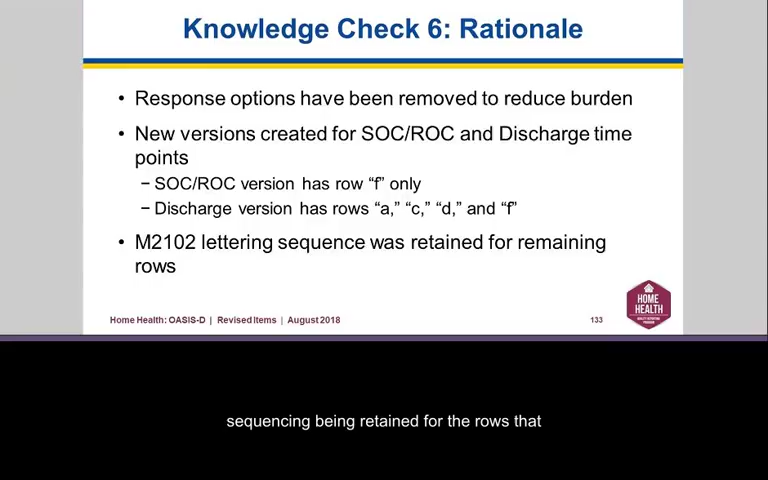 Knowledge Check 6: Rationale
• Response options have been removed to reduce burden
• New versions created for SOC/ROC and Discharge time
points
− SOC/ROC version has row “f” only
− Discharge version has rows “a,” “c,” “d,” and “f”
• M2102 lettering sequence was retained for remaining
rows
Home Health: OASIS-D | Revised Items | August 2018
133
HOME
HEALTH
sequencing being retained for the rows that